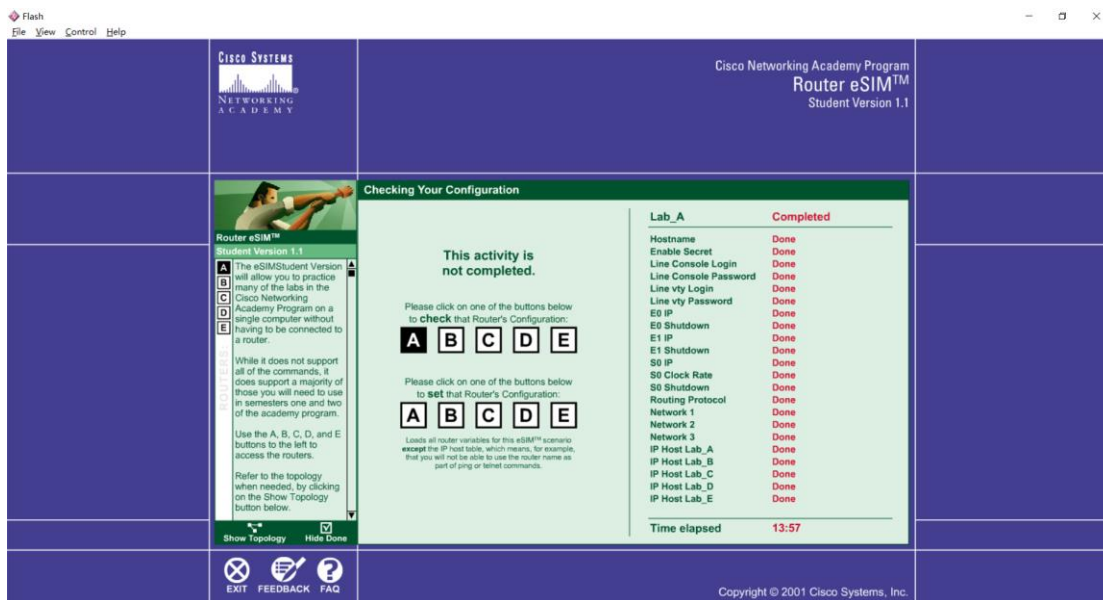 Flash
File View Control Help
CISCO SYSTEMS
NETWORKING
ACADEMY
Cisco Networking Academy Program
Router eSIM™
Student Version 1.1
Router eSIM™
Student Version 1.1
A
B
C
D
E
ROUTERS:
The eSIMStudent Version
will allow you to practice
many of the labs in the
Cisco Networking
Academy Program on a
single computer without
having to be connected to
a router.
While it does not support
all of the commands, it
does support a majority of
those you will need to use
in semesters one and two
of the academy program.
Use the A, B, C, D, and E
buttons to the left to
access the routers.
Refer to the topology
when needed, by clicking
on the Show Topology
button below.
Show Topology Hide Done
Checking Your Configuration
This activity is
not completed.
Please click on one of the buttons below
to check that Router's Configuration:
A B C D E
Please click on one of the buttons below
to set that Router's Configuration:
A B C D E
Loads all router variables for this eSIM™ scenario
except the IP host table, which means, for example,
that you will not be able to use the router name as
part of ping or telnet commands.
Lab_A Completed
Hostname Done
Enable Secret Done
Line Console Login Done
Line Console Password Done
Line vty Login Done
Line vty Password Done
E0 IP Done
E0 Shutdown Done
E1 IP Done
E1 Shutdown Done
S0 IP Done
S0 Clock Rate Done
S0 Shutdown Done
Routing Protocol Done
Network 1 Done
Network 2 Done
Network 3 Done
IP Host Lab_A Done
IP Host Lab_B Done
IP Host Lab_C Done
IP Host Lab_D Done
IP Host Lab_E Done
Time elapsed 13:57
EXIT FEEDBACK FAQ
Copyright © 2001 Cisco Systems, Inc.